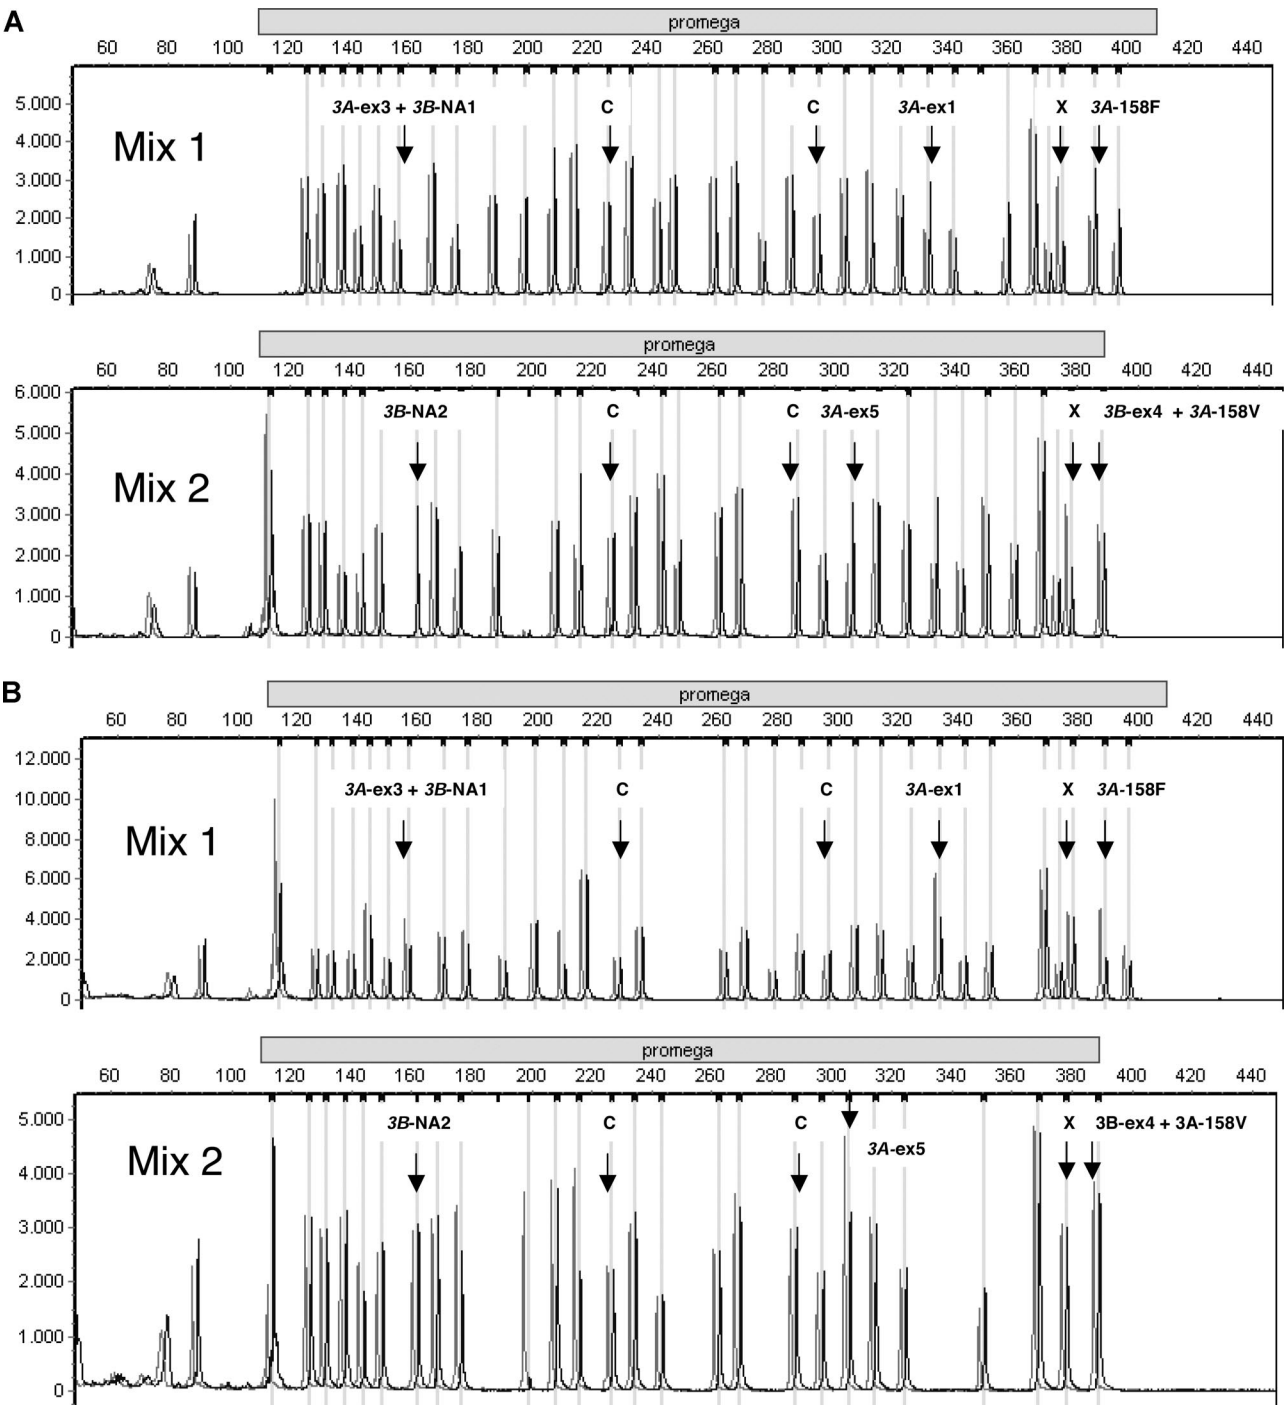 A
promega
60 80 100 120 140 160 180 200 220 240 260 280 300 320 340 360 380 400 420 440
3A-ex3 + 3B-NA1 C C 3A-ex1 X 3A-158F
Mix 1
5.000
4.000
3.000
2.000
1.000
0
promega
60 80 100 120 140 160 180 200 220 240 260 280 300 320 340 360 380 400 420 440
3B-NA2 C C 3A-ex5 X 3B-ex4 + 3A-158V
Mix 2
6.000
5.000
4.000
3.000
2.000
1.000
0
B
promega
60 80 100 120 140 160 180 200 220 240 260 280 300 320 340 360 380 400 420 440
3A-ex3 + 3B-NA1 C C 3A-ex1 X 3A-158F
Mix 1
12.000
10.000
8.000
6.000
4.000
2.000
0
promega
60 80 100 120 140 160 180 200 220 240 260 280 300 320 340 360 380 400 420 440
3B-NA2 C C X 3B-ex4 + 3A-158V
3A-ex5
Mix 2
5.000
4.000
3.000
2.000
1.000
0